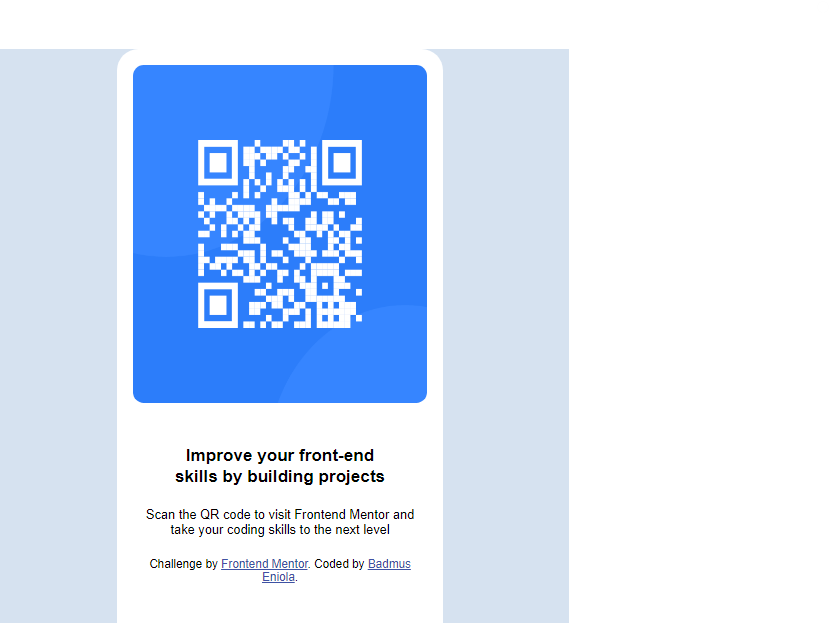 Improve your front-end
skills by building projects
Scan the QR code to visit Frontend Mentor and
take your coding skills to the next level
Challenge by Frontend Mentor. Coded by Badmus
Eniola.